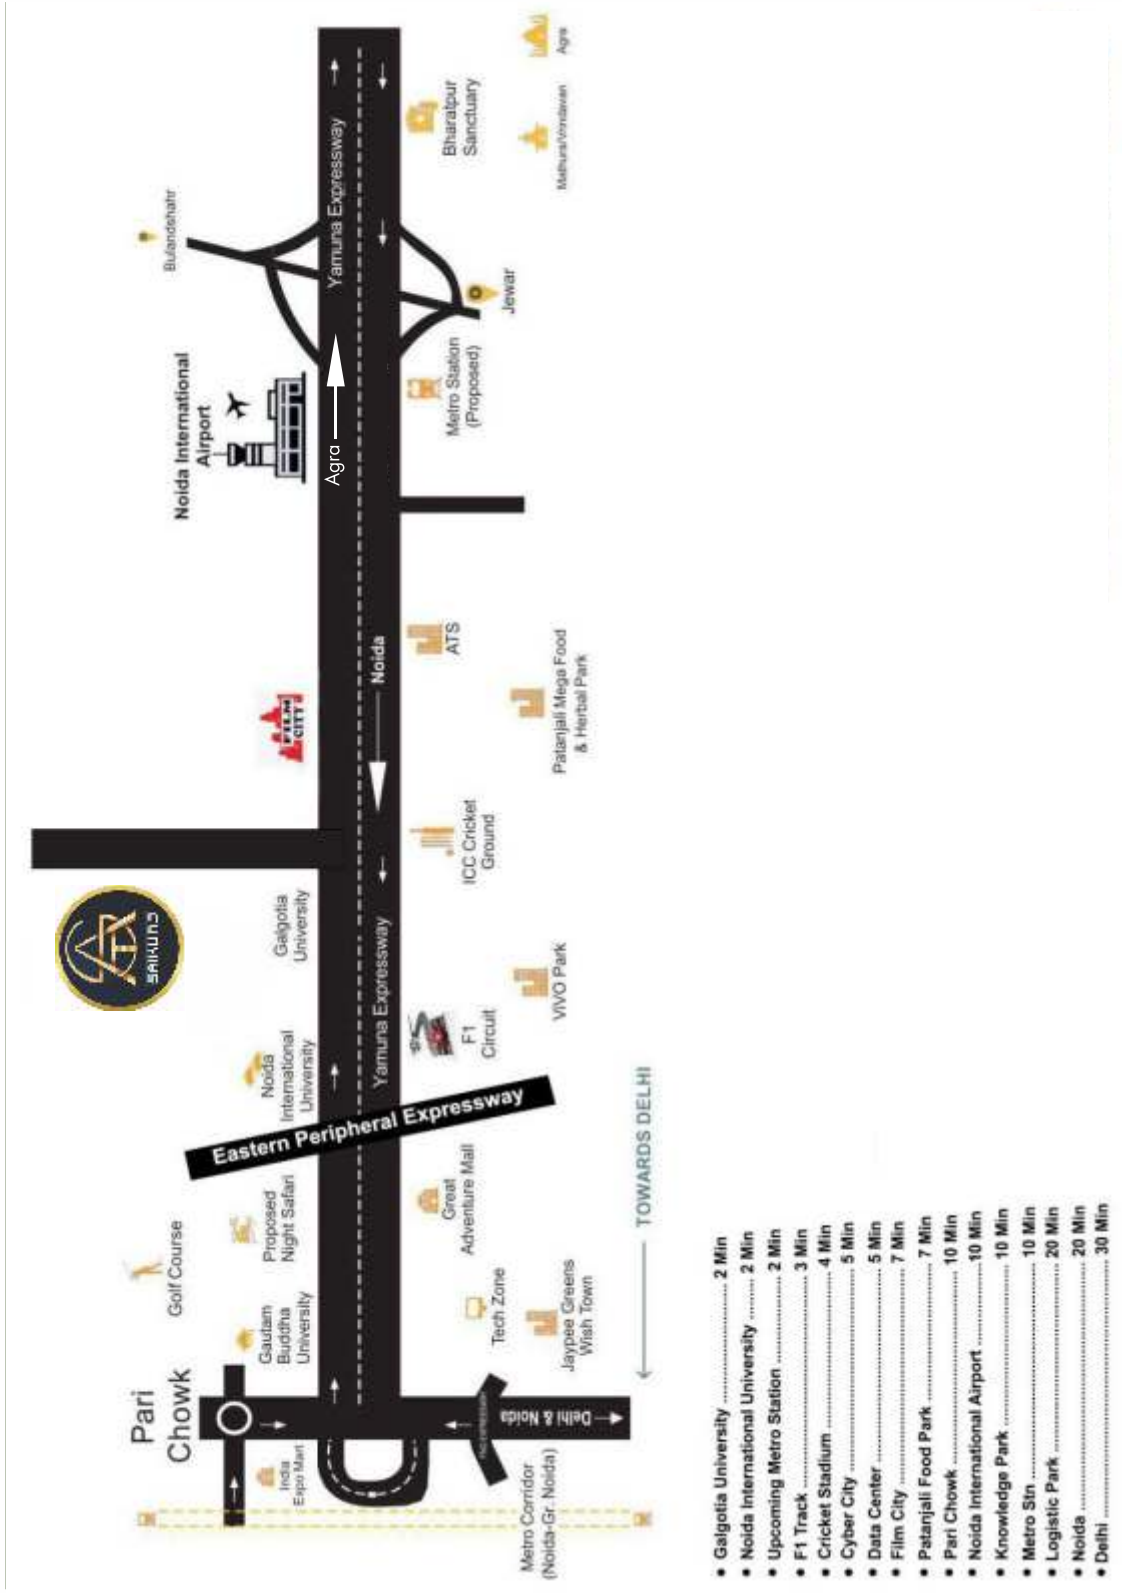 Pari
Chowk
Golf Course
Gautam
Buddha
University
Proposed
Night Safari
Noida
International
University
Galgotia
University
SAIKUND
FILM
CITY
Noida International
Airport
Bulandshahr
India
Expo Mart
Eastern Peripheral Expressway
Yamuna Expressway
Noida
Agra
Yamuna Expressway
Delhi & Noida
Metro Corridor
(Noida-Gr. Noida)
Tech Zone
Jaypee Greens
Wish Town
Great
Adventure Mall
F1
Circuit
VIVO Park
ICC Cricket
Ground
ATS
Patanjali Mega Food
& Herbal Park
Metro Station
(Proposed)
Jewar
Bharatpur
Sanctuary
Mathura/Vrindavan
Agra
TOWARDS DELHI
• Galgotia University ........................ 2 Min
• Noida International University .......... 2 Min
• Upcoming Metro Station ................. 2 Min
• F1 Track ........................................ 3 Min
• Cricket Stadium ............................. 4 Min
• Cyber City ..................................... 5 Min
• Data Center ................................... 5 Min
• Film City ........................................ 7 Min
• Patanjali Food Park ........................ 7 Min
• Pari Chowk .................................... 10 Min
• Noida International Airport .............. 10 Min
• Knowledge Park ............................ 10 Min
• Metro Stn ...................................... 10 Min
• Logistic Park .................................. 20 Min
• Noida ............................................ 20 Min
• Delhi ............................................. 30 Min